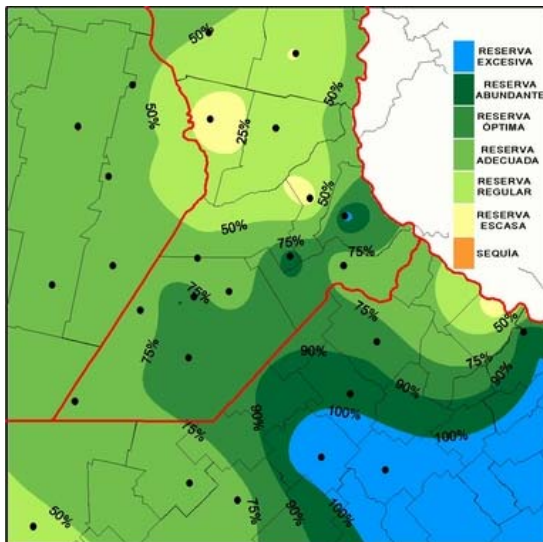 50%
50%
50%
25%
50%
50%
75%
75%
75%
75%
75%
50%
75%
90%
90%
90%
90%
100%
100%
75%
75%
90%
100%
50%
RESERVA
EXCESIVA
RESERVA
ABUNDANTE
RESERVA
ÓPTIMA
RESERVA
ADECUADA
RESERVA
REGULAR
RESERVA
ESCASA
SEQUÍA